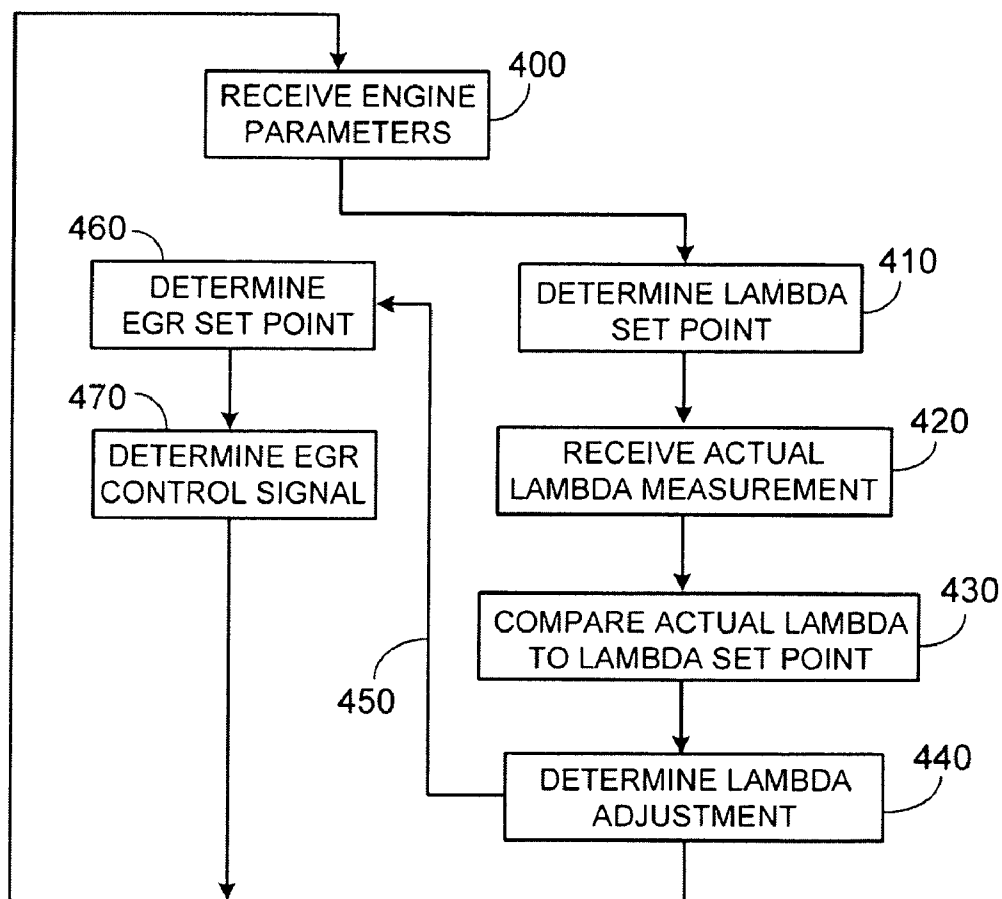 400
RECEIVE ENGINE
PARAMETERS
460
DETERMINE
EGR SET POINT
410
DETERMINE LAMBDA
SET POINT
470
DETERMINE EGR
CONTROL SIGNAL
420
RECEIVE ACTUAL
LAMBDA MEASUREMENT
430
COMPARE ACTUAL LAMBDA
TO LAMBDA SET POINT
450
440
DETERMINE LAMBDA
ADJUSTMENT